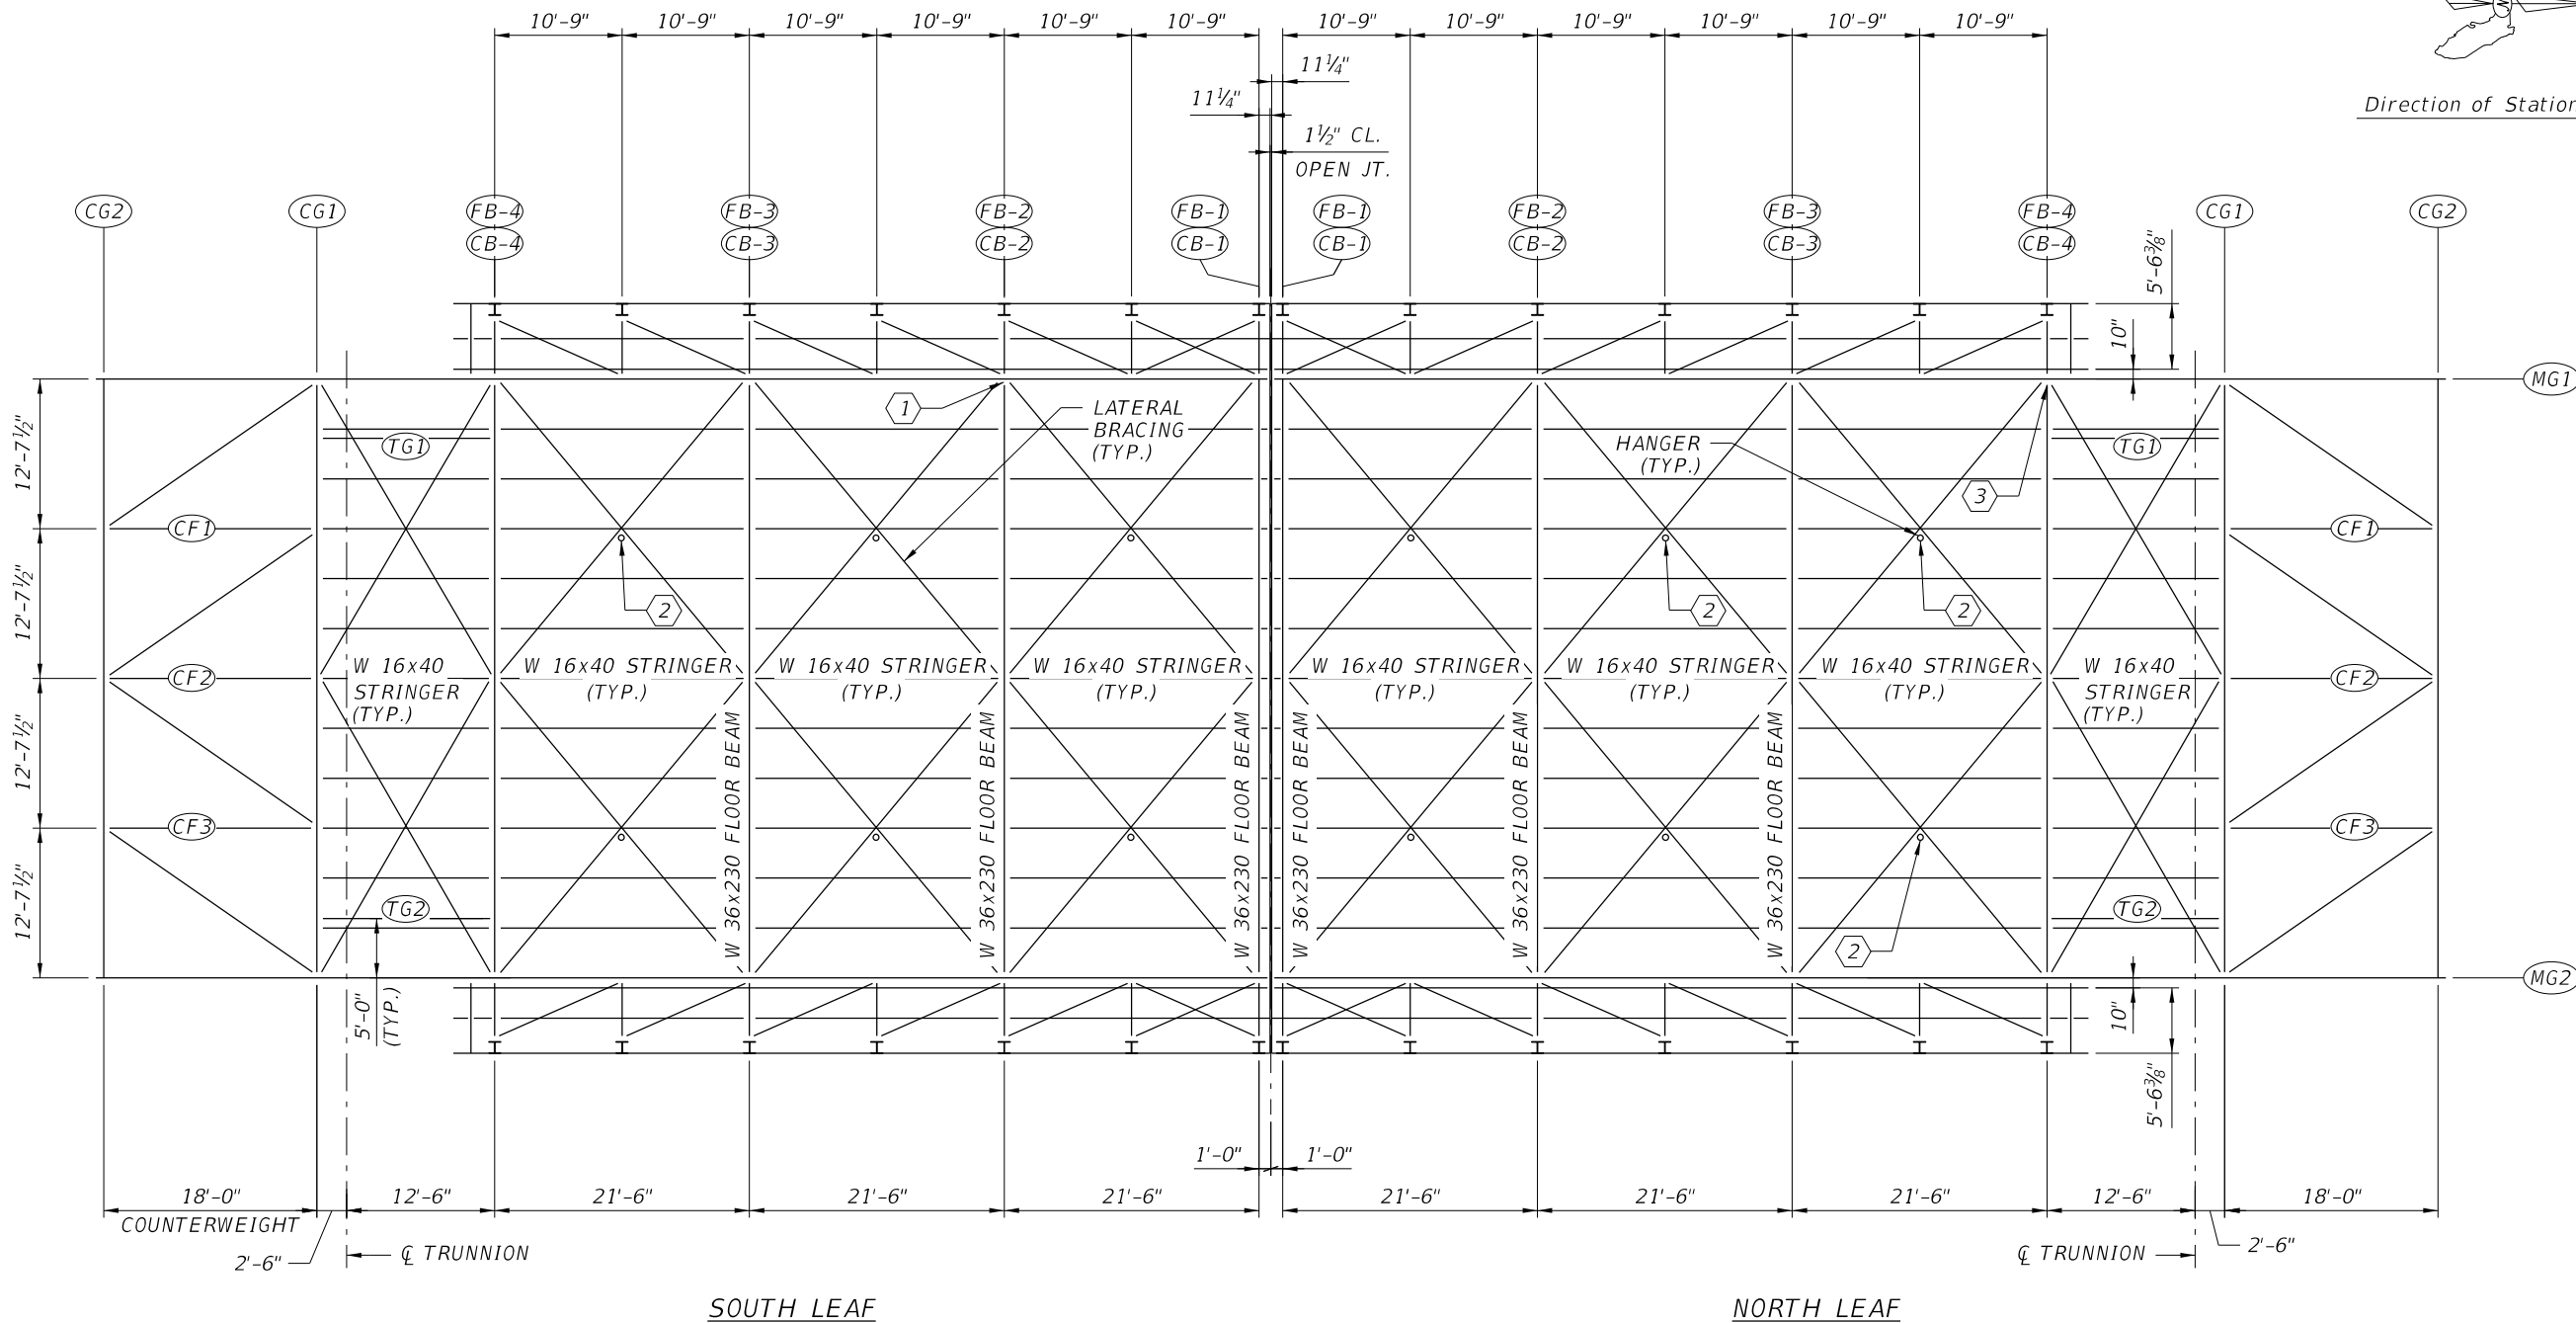 10'-9" 10'-9" 10'-9" 10'-9" 10'-9" 10'-9" 10'-9" 10'-9" 10'-9" 10'-9" 10'-9" 10'-9"
N
11¼"
11¼"
Direction of Station
1½" CL.
OPEN JT.
CG2 CG1 FB-4 FB-3 FB-2 FB-1 FB-1 FB-2 FB-3 FB-4 CG1 CG2
CB-4 CB-3 CB-2 CB-1 CB-1 CB-2 CB-3 CB-4
5'-6⅜"
10"
MG1
1
LATERAL
BRACING
(TYP.)
HANGER
(TYP.)
TG1 TG1
12'-7½"
3
CF1 CF1
12'-7½"
2 2 2
W 16x40
STRINGER
(TYP.)
W 16x40 STRINGER
(TYP.)
W 16x40 STRINGER
(TYP.)
W 16x40 STRINGER
(TYP.)
W 16x40 STRINGER
(TYP.)
W 16x40 STRINGER
(TYP.)
W 16x40 STRINGER
(TYP.)
W 16x40
STRINGER
(TYP.)
CF2 CF2
12'-7½"
W 36x230 FLOOR BEAM
W 36x230 FLOOR BEAM
W 36x230 FLOOR BEAM
W 36x230 FLOOR BEAM
W 36x230 FLOOR BEAM
W 36x230 FLOOR BEAM
CF3 CF3
12'-7½"
TG2 TG2
2
MG2
5'-0"
(TYP.)
10"
5'-6⅜"
1'-0" 1'-0"
18'-0" 12'-6" 21'-6" 21'-6" 21'-6" 21'-6" 21'-6" 21'-6" 12'-6" 18'-0"
COUNTERWEIGHT
2'-6" ℄ TRUNNION ℄ TRUNNION 2'-6"
SOUTH LEAF NORTH LEAF